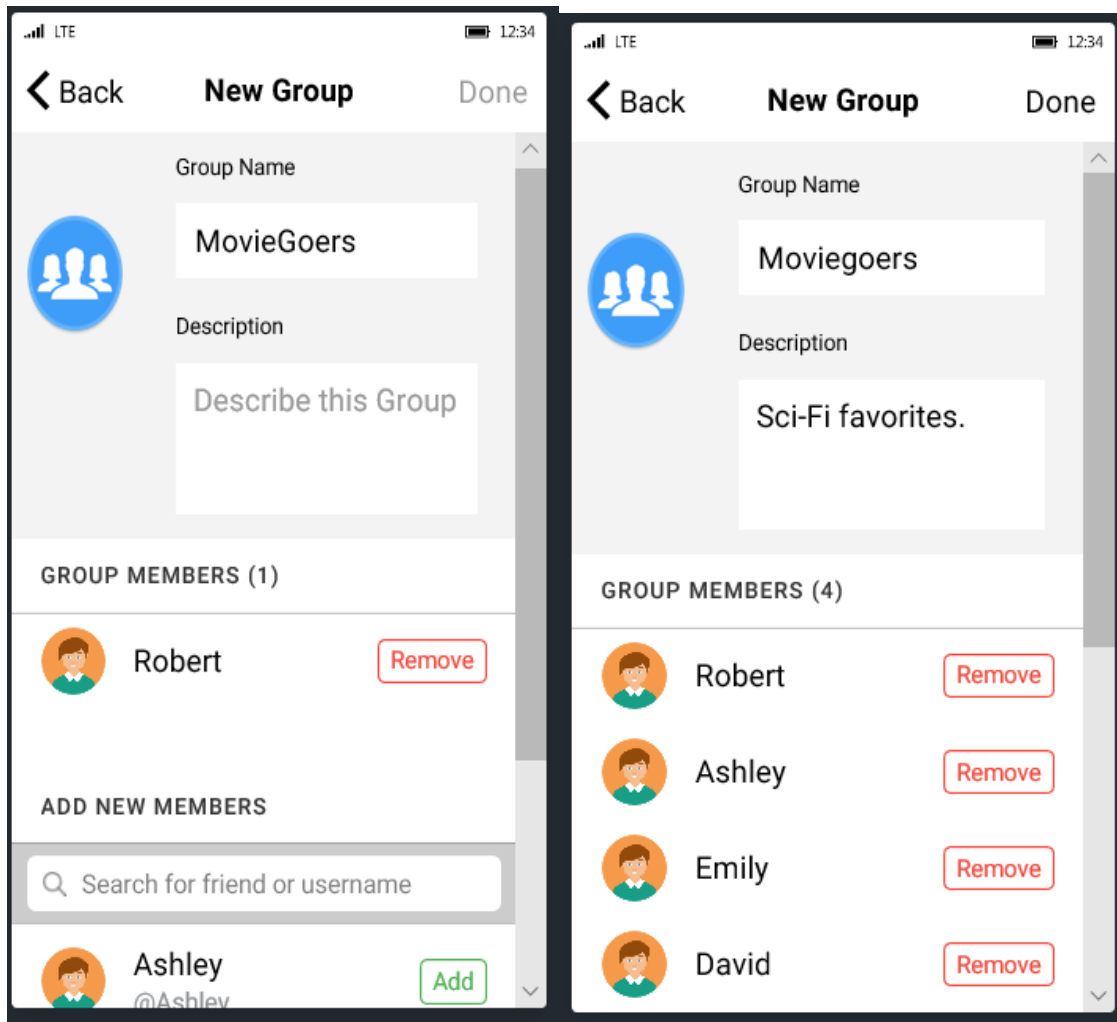 LTE 12:34
Back New Group Done
Group Name
MovieGoers
Description
Describe this Group
GROUP MEMBERS (1)
Robert Remove
ADD NEW MEMBERS
Search for friend or username
Ashley Add
@Ashley
LTE 12:34
Back New Group Done
Group Name
Moviegoers
Description
Sci-Fi favorites.
GROUP MEMBERS (4)
Robert Remove
Ashley Remove
Emily Remove
David Remove